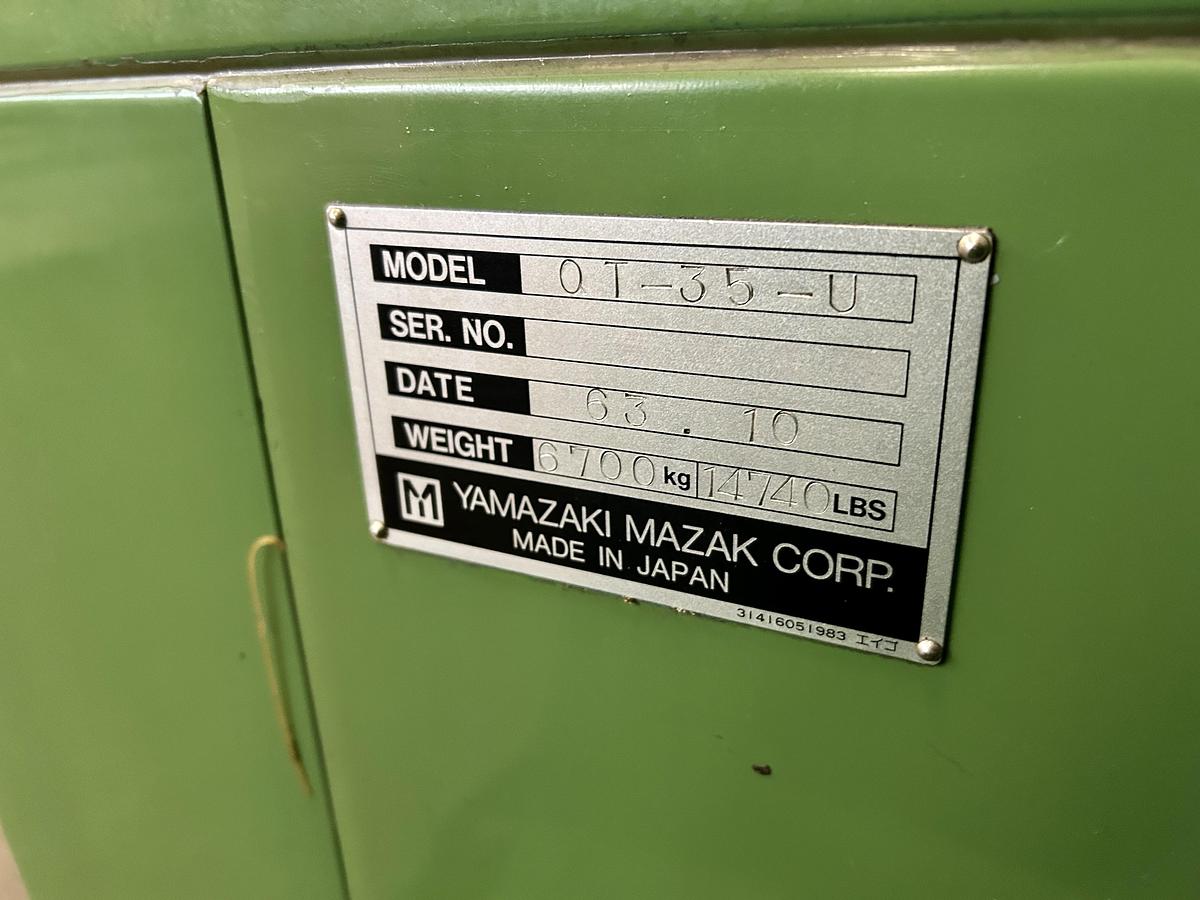 MODEL QT-35-U
SER. NO.
DATE 63.10
WEIGHT 6700 kg 14740 LBS
YAMAZAKI MAZAK CORP.
MADE IN JAPAN
31416051983 エイゴ